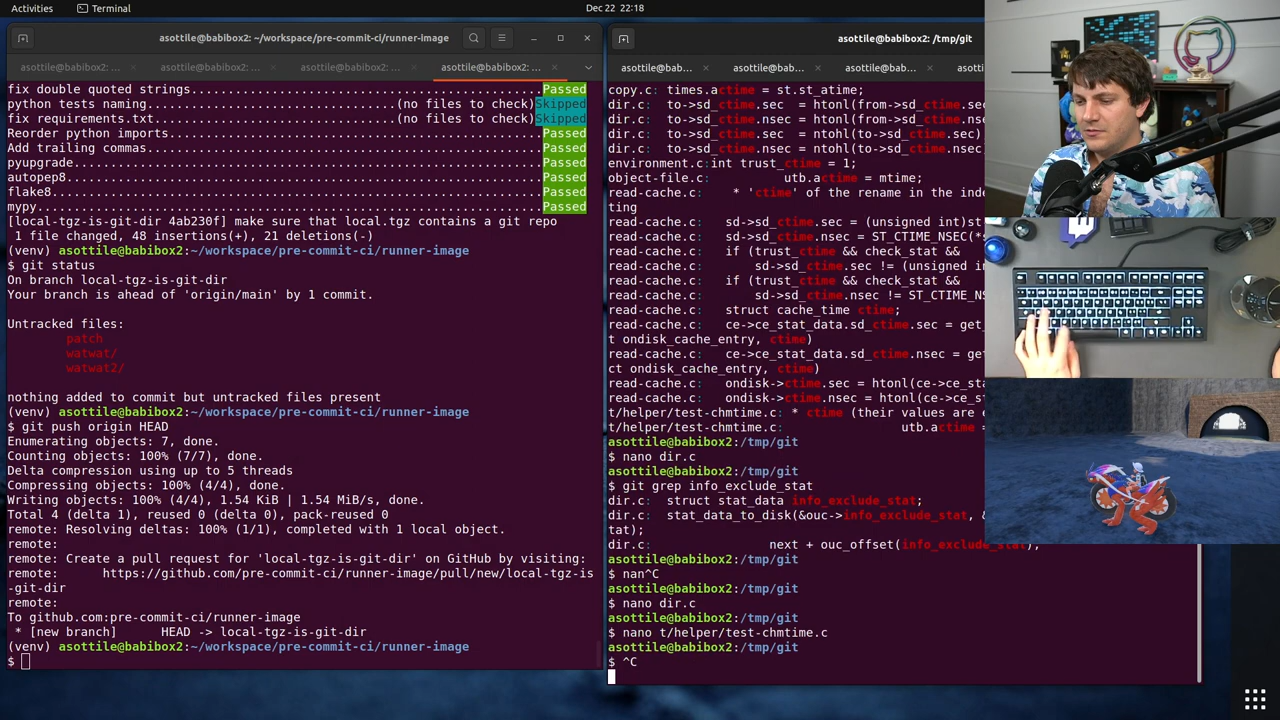 Activities
Terminal
Dec 22 22:18
asottile@babibox2: ~/workspace/pre-commit-ci/runner-image
asottile@babibox2: ...
asottile@babibox2: ...
asottile@babibox2: ...
asottile@babibox2: ...
fix double quoted strings................................................................Passed
python tests naming..................................(no files to check)Skipped
fix requirements.txt.................................(no files to check)Skipped
Reorder python imports...................................................Passed
Add trailing commas......................................................Passed
pyupgrade................................................................Passed
autopep8.................................................................Passed
flake8...................................................................Passed
mypy.....................................................................Passed
[local-tgz-is-git-dir 4ab230f] make sure that local.tgz contains a git repo
1 file changed, 48 insertions(+), 21 deletions(-)
(venv) asottile@babibox2:~/workspace/pre-commit-ci/runner-image
$ git status
On branch local-tgz-is-git-dir
Your branch is ahead of 'origin/main' by 1 commit.
Untracked files:
patch
watwat/
watwat2/
nothing added to commit but untracked files present
(venv) asottile@babibox2:~/workspace/pre-commit-ci/runner-image
$ git push origin HEAD
Enumerating objects: 7, done.
Counting objects: 100% (7/7), done.
Delta compression using up to 5 threads
Compressing objects: 100% (4/4), done.
Writing objects: 100% (4/4), 1.54 KiB | 1.54 MiB/s, done.
Total 4 (delta 1), reused 0 (delta 0), pack-reused 0
remote: Resolving deltas: 100% (1/1), completed with 1 local object.
remote:
remote: Create a pull request for 'local-tgz-is-git-dir' on GitHub by visiting:
remote:      https://github.com/pre-commit-ci/runner-image/pull/new/local-tgz-is
-git-dir
remote:
To github.com:pre-commit-ci/runner-image
* [new branch]      HEAD -> local-tgz-is-git-dir
(venv) asottile@babibox2:~/workspace/pre-commit-ci/runner-image
$
asottile@babibox2: /tmp/git
asottile@bab...
asottile@bab...
asottile@bab...
asotti
copy.c: times.actime = st.st_atime;
dir.c:  to->sd_ctime.sec  = htonl(from->sd_ctime.sec)
dir.c:  to->sd_ctime.nsec = htonl(from->sd_ctime.nsec
dir.c:  to->sd_ctime.sec  = ntohl(to->sd_ctime.sec)
dir.c:  to->sd_ctime.nsec = ntohl(to->sd_ctime.nsec
environment.c:int trust_ctime = 1;
object-file.c:          utb.actime = mtime;
read-cache.c:    * 'ctime' of the rename in the inde
ting
read-cache.c:   sd->sd_ctime.sec = (unsigned int)st
read-cache.c:   sd->sd_ctime.nsec = ST_CTIME_NSEC(*
read-cache.c:   if (trust_ctime && check_stat &&
read-cache.c:       sd->sd_ctime.sec != (unsigned in
read-cache.c:   if (trust_ctime && check_stat &&
read-cache.c:       sd->sd_ctime.nsec != ST_CTIME_NS
read-cache.c:   struct cache_time ctime;
read-cache.c:   ce->ce_stat_data.sd_ctime.sec = get_
t ondisk_cache_entry, ctime)
read-cache.c:   ce->ce_stat_data.sd_ctime.nsec = get
ct ondisk_cache_entry, ctime)
read-cache.c:   ondisk->ctime.sec = htonl(ce->ce_sta
read-cache.c:   ondisk->ctime.nsec = htonl(ce->ce_st
t/helper/test-chmtime.c: * ctime (their values are e
t/helper/test-chmtime.c:                utb.actime =
asottile@babibox2:/tmp/git
$ nano dir.c
asottile@babibox2:/tmp/git
$ git grep info_exclude_stat
dir.c:  struct stat_data info_exclude_stat;
dir.c:  stat_data_to_disk(&ouc->info_exclude_stat, &
tat);
dir.c:                  next + ouc_offset(info_exclude_stat),
asottile@babibox2:/tmp/git
$ nan^C
asottile@babibox2:/tmp/git
$ nano dir.c
asottile@babibox2:/tmp/git
$ nano t/helper/test-chmtime.c
asottile@babibox2:/tmp/git
$ ^C